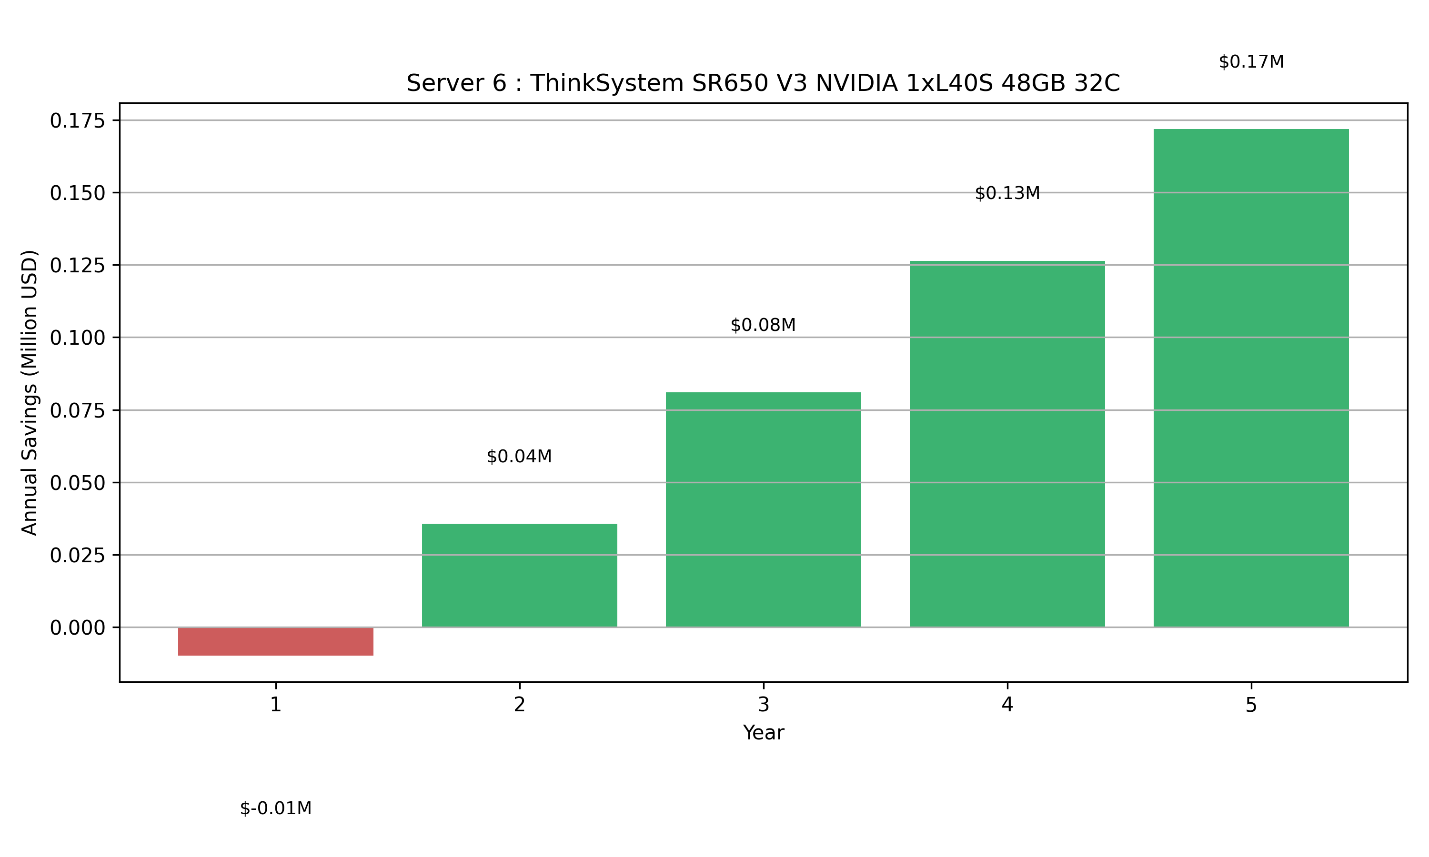 $0.17M
Server 6 : ThinkSystem SR650 V3 NVIDIA 1xL40S 48GB 32C
0.175
0.150
0.125
0.100
0.075
0.050
0.025
0.000
Annual Savings (Million USD)
$0.13M
$0.08M
$0.04M
1 2 3 4 5
Year
$-0.01M